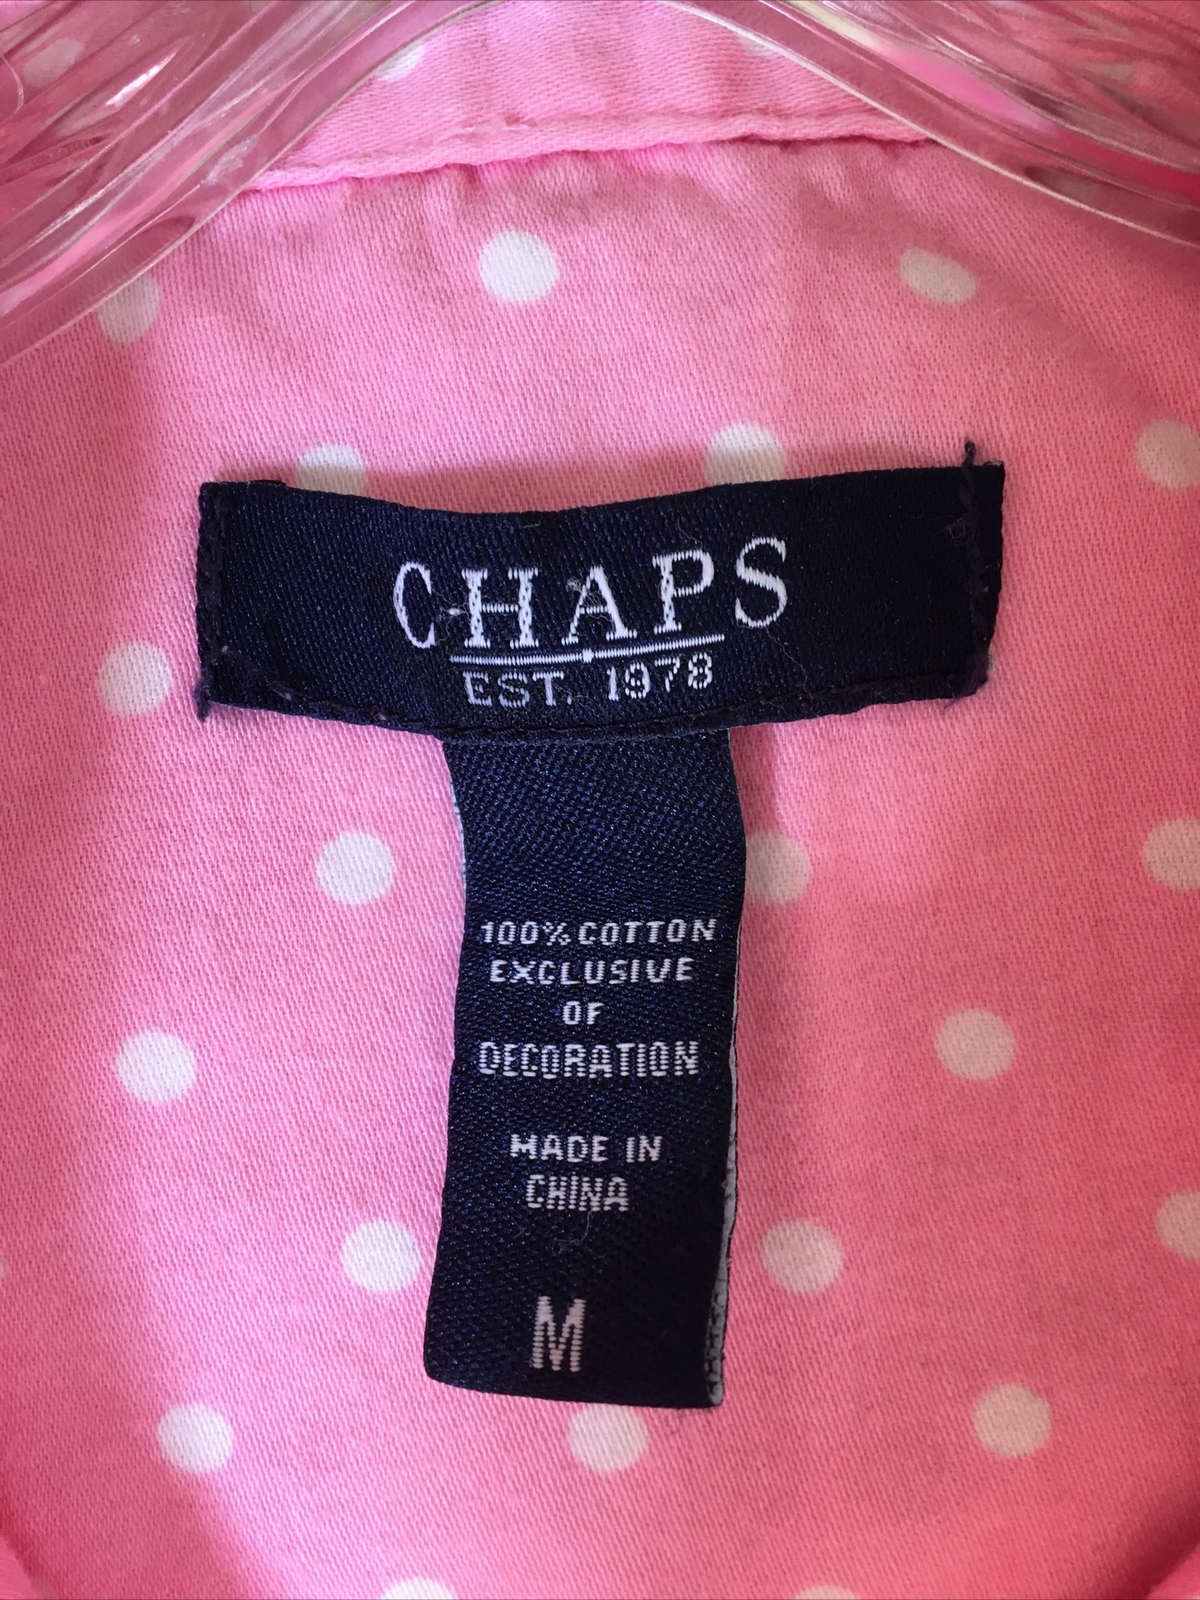 CHAPS
EST. 1978
100% COTTON
EXCLUSIVE
OF
DECORATION
MADE IN
CHINA
M